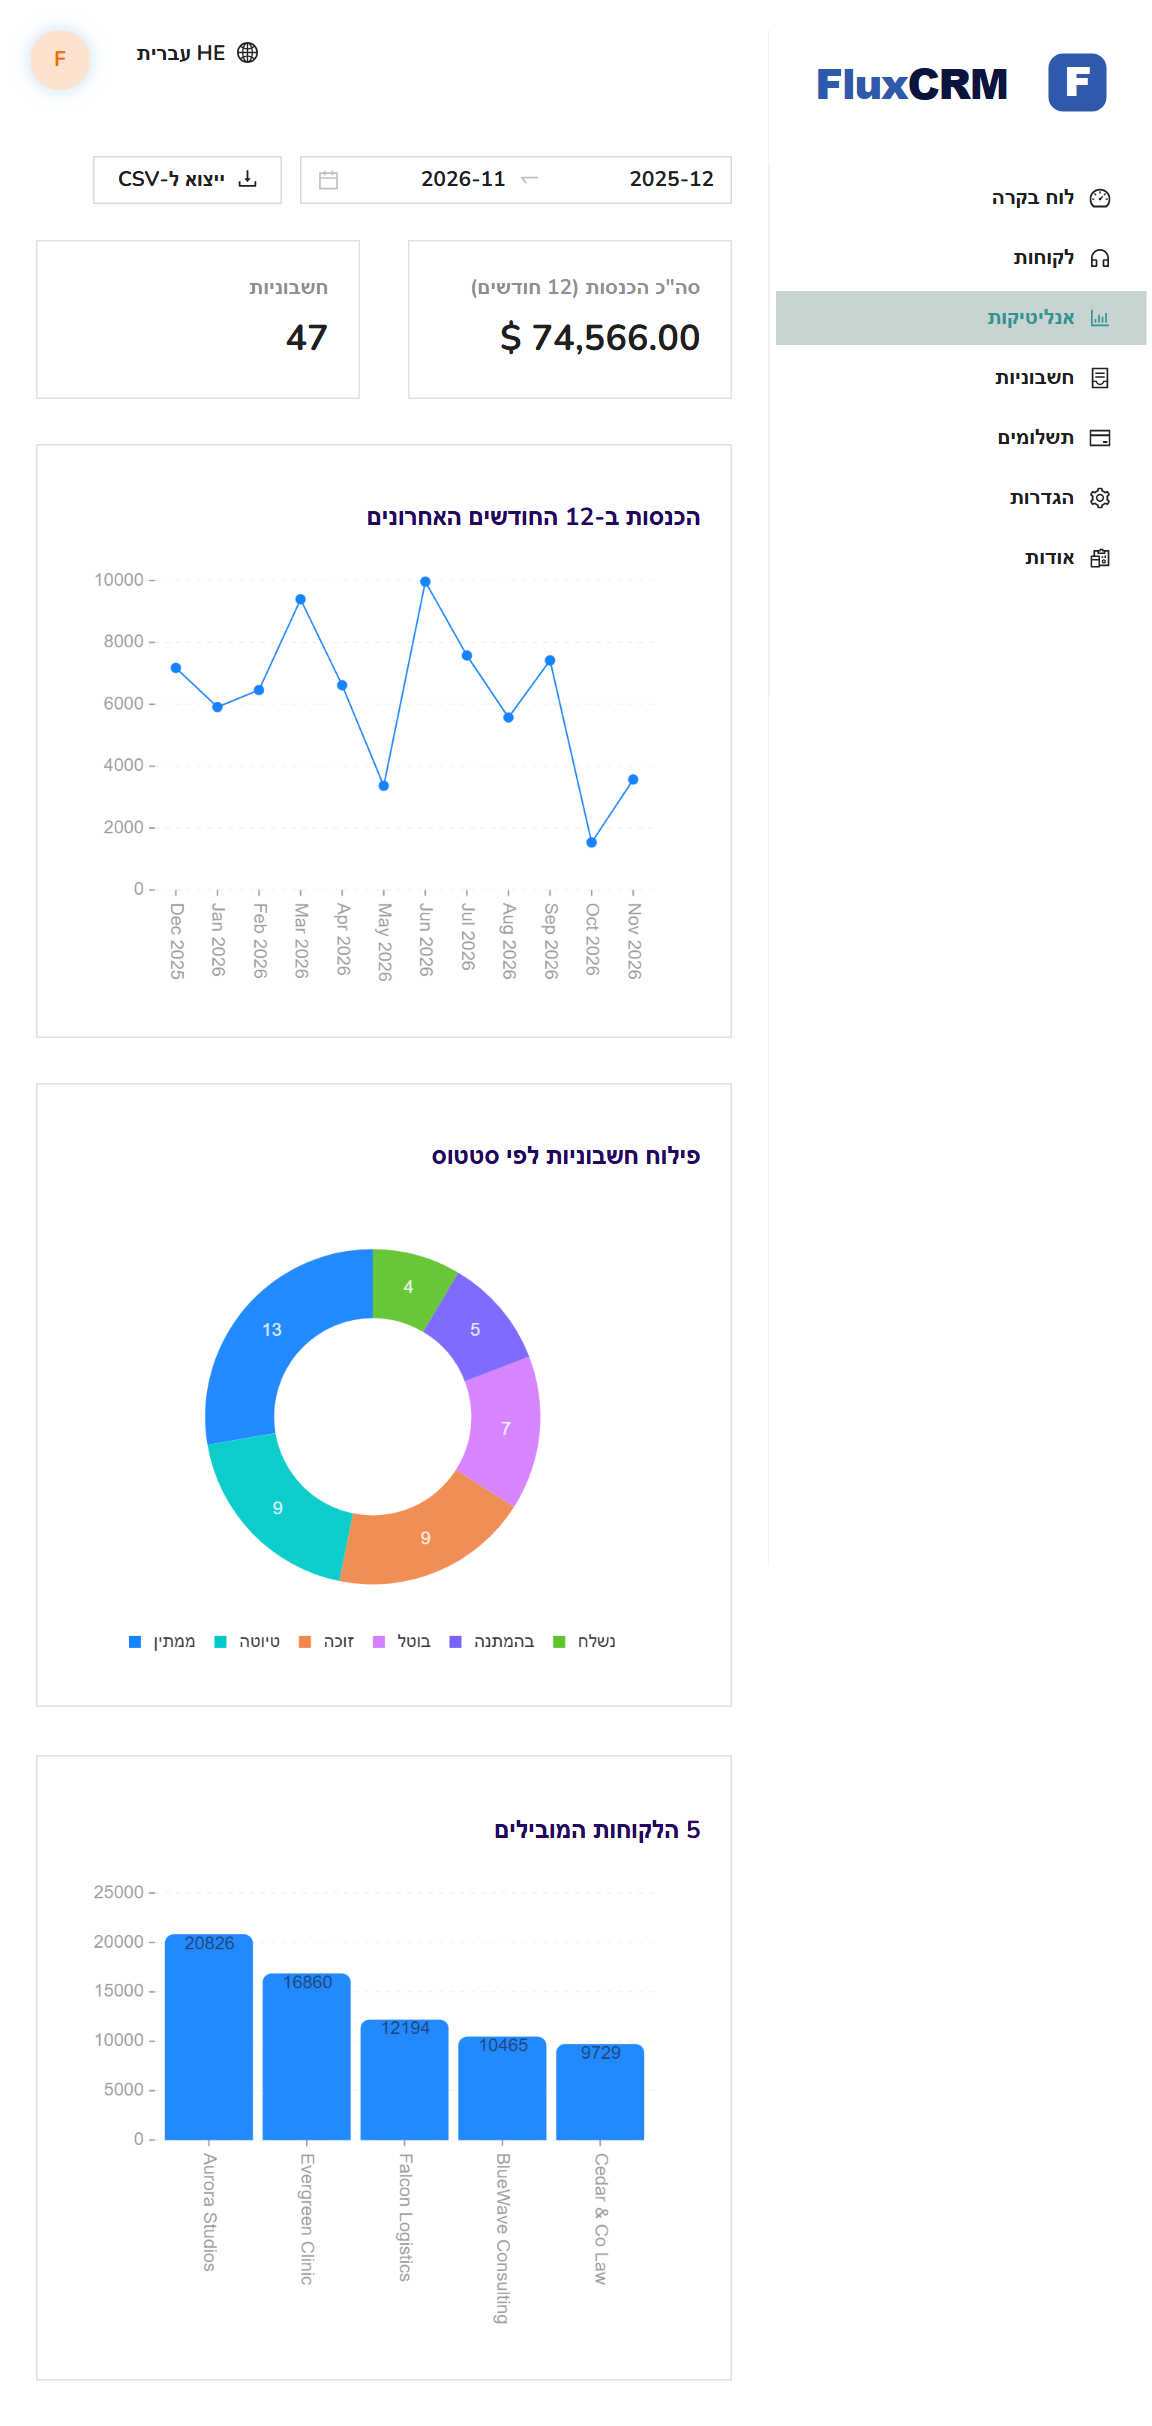 FluxCRM
F
HE עברית
F
לוח בקרה
לקוחות
אנליטיקות
חשבוניות
תשלומים
הגדרות
אודות
2025-12
2026-11
ייצוא ל-CSV
סה"כ הכנסות (12 חודשים)
$ 74,566.00
חשבוניות
47
הכנסות ב-12 החודשים האחרונים
10000
8000
6000
4000
2000
0
Dec 2025
Jan 2026
Feb 2026
Mar 2026
Apr 2026
May 2026
Jun 2026
Jul 2026
Aug 2026
Sep 2026
Oct 2026
Nov 2026
פילוח חשבוניות לפי סטטוס
4
5
7
9
9
13
ממתין
טיוטה
זוכה
בוטל
בהמתנה
נשלח
5 הלקוחות המובילים
25000
20000
15000
10000
5000
0
20826
16860
12194
10465
9729
Aurora Studios
Evergreen Clinic
Falcon Logistics
BlueWave Consulting
Cedar & Co Law